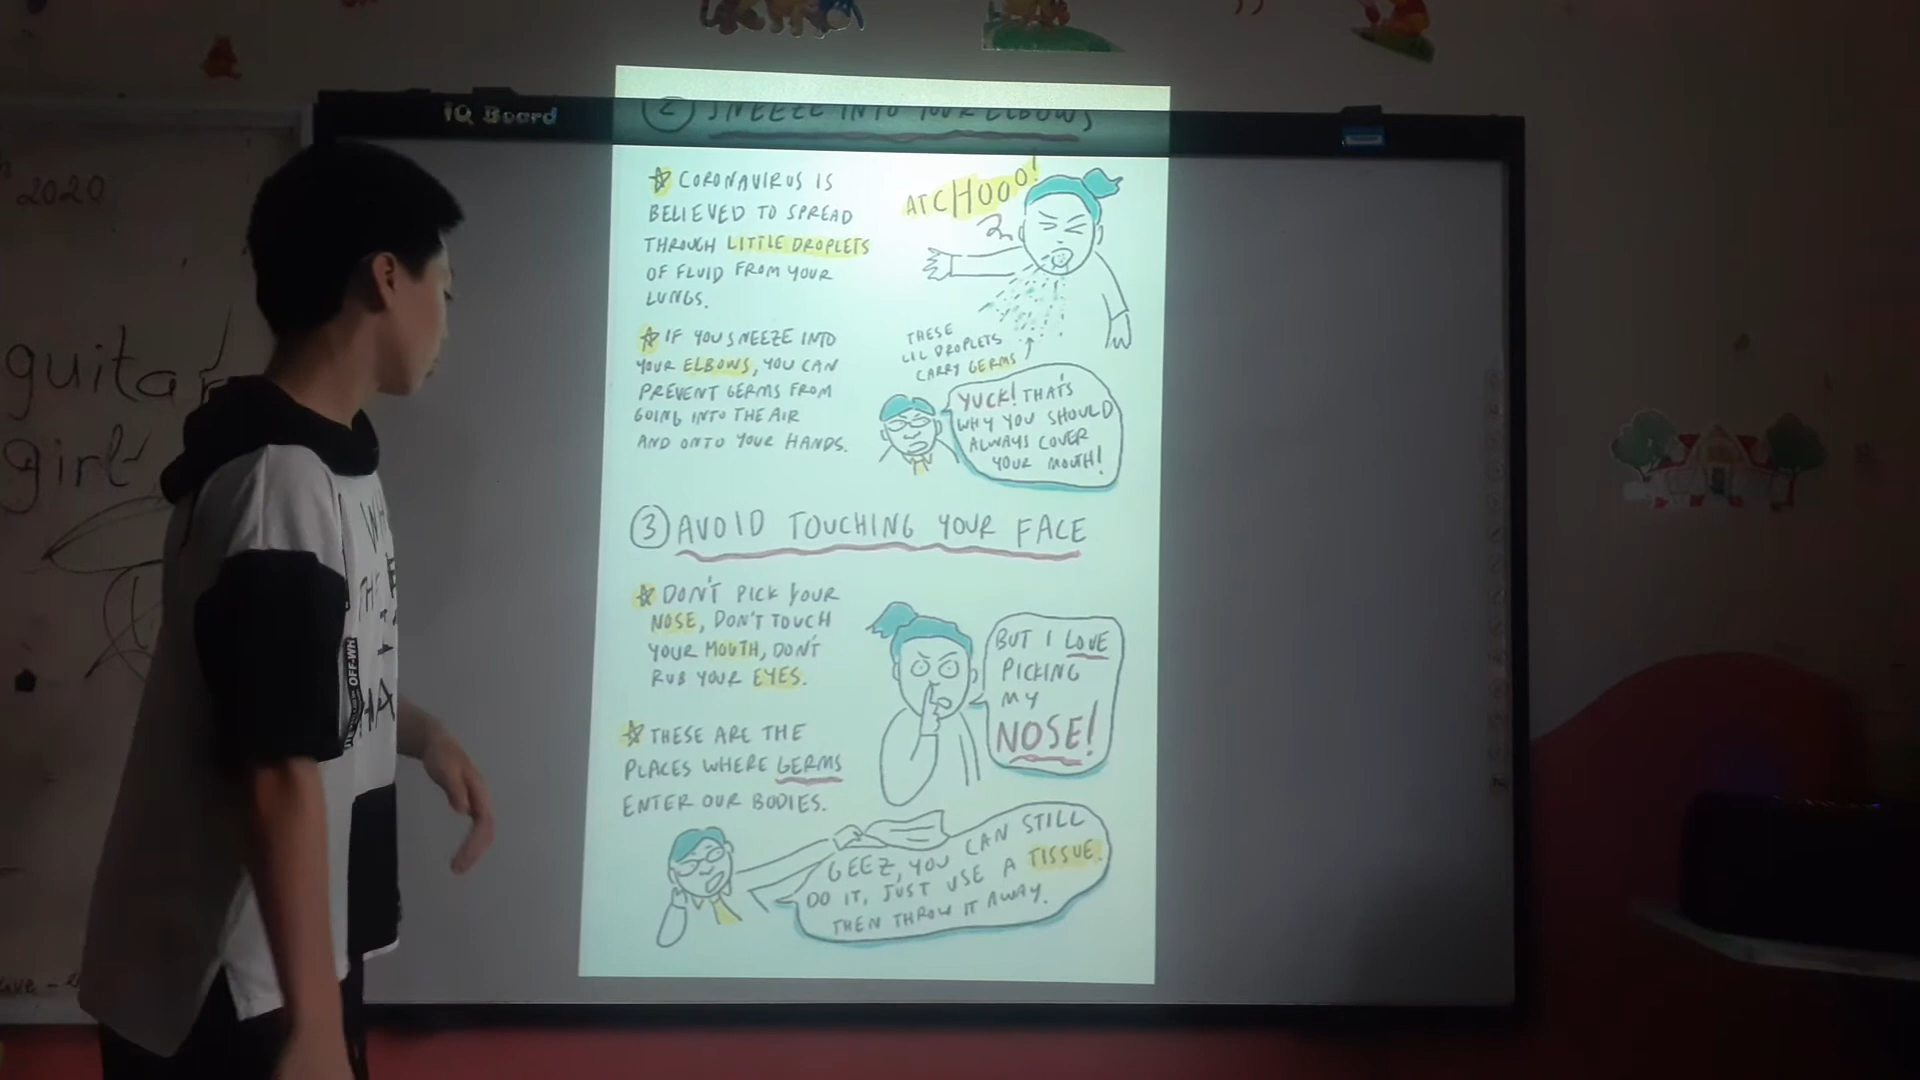 iQ Board
② SNEEZE INTO YOUR ELBOWS
☆ CORONAVIRUS IS
BELIEVED TO SPREAD
THROUGH LITTLE DROPLETS
OF FLUID FROM YOUR
LUNGS.
ATCHOOO!
☆ IF YOU SNEEZE INTO
YOUR ELBOWS, YOU CAN
PREVENT GERMS FROM
GOING INTO THE AIR
AND ONTO YOUR HANDS.
THESE
LIL DROPLETS
CARRY GERMS
YUCK! THAT'S
WHY YOU SHOULD
ALWAYS COVER
YOUR MOUTH!
③ AVOID TOUCHING YOUR FACE
☆ DON'T PICK YOUR
NOSE, DON'T TOUCH
YOUR MOUTH, DON'T
RUB YOUR EYES.
BUT I LOVE
PICKING
MY
NOSE!
☆ THESE ARE THE
PLACES WHERE GERMS
ENTER OUR BODIES.
GEEZ, YOU CAN STILL
DO IT, JUST USE A TISSUE.
THEN THROW IT AWAY.
2020
guitar
girl
OFF-WH